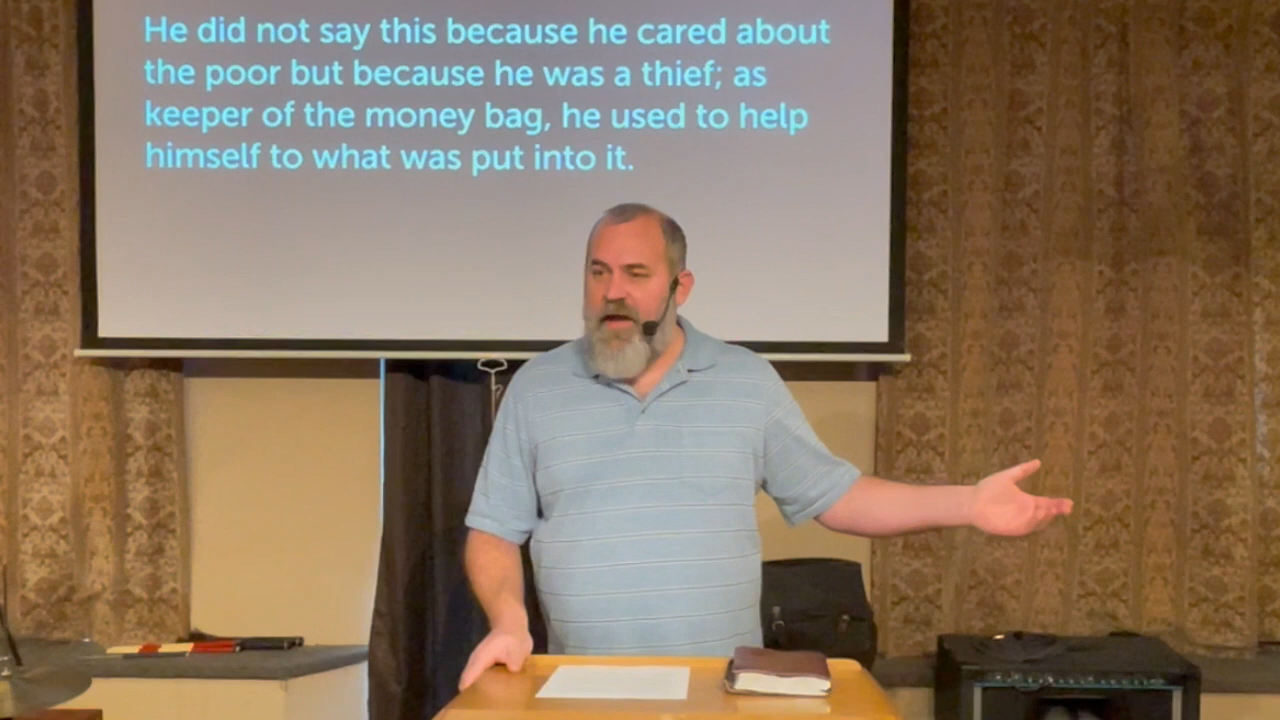 He did not say this because he cared about
the poor but because he was a thief; as
keeper of the money bag, he used to help
himself to what was put into it.